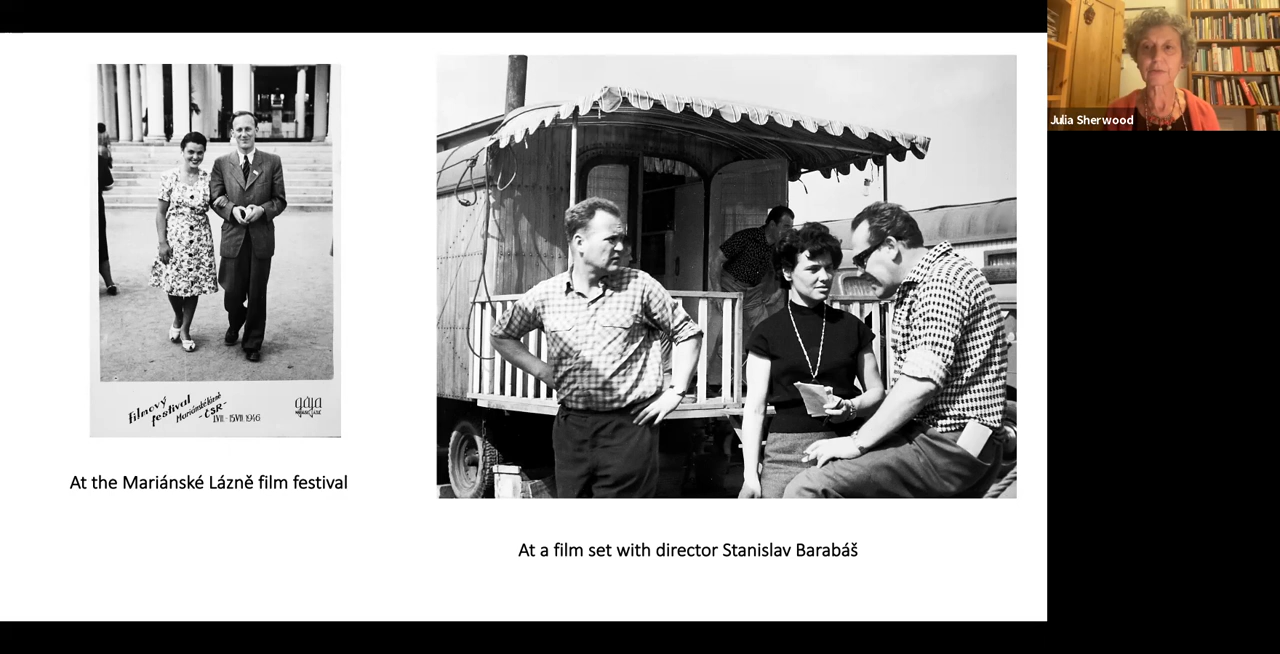 Julia Sherwood
Filmový
festival
Mariánské Lázně
- ČSR -
1.VII.-15.VII 1946
At the Mariánské Lázně film festival
At a film set with director Stanislav Barabáš